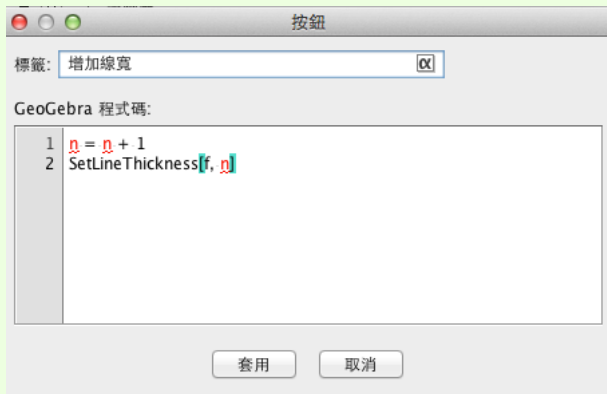 按鈕
標籤: 增加線寬 α
GeoGebra 程式碼:
1 n = n + 1
2 SetLineThickness[f, n]
套用 取消